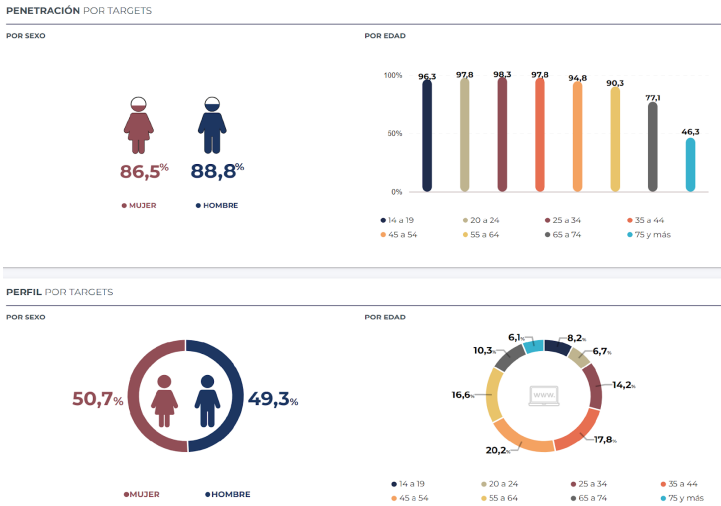 PENETRACIÓN POR TARGETS
POR SEXO
86,5%
88,8%
MUJER
HOMBRE
POR EDAD
100%
50%
0%
96,3
97,8
98,3
97,8
94,8
90,3
77,1
46,3
14 a 19
20 a 24
25 a 34
35 a 44
45 a 54
55 a 64
65 a 74
75 y más
PERFIL POR TARGETS
POR SEXO
50,7%
49,3%
MUJER
HOMBRE
POR EDAD
6,1%
8,2%
10,3%
6,7%
14,2%
16,6%
www.
17,8%
20,2%
14 a 19
20 a 24
25 a 34
35 a 44
45 a 54
55 a 64
65 a 74
75 y más